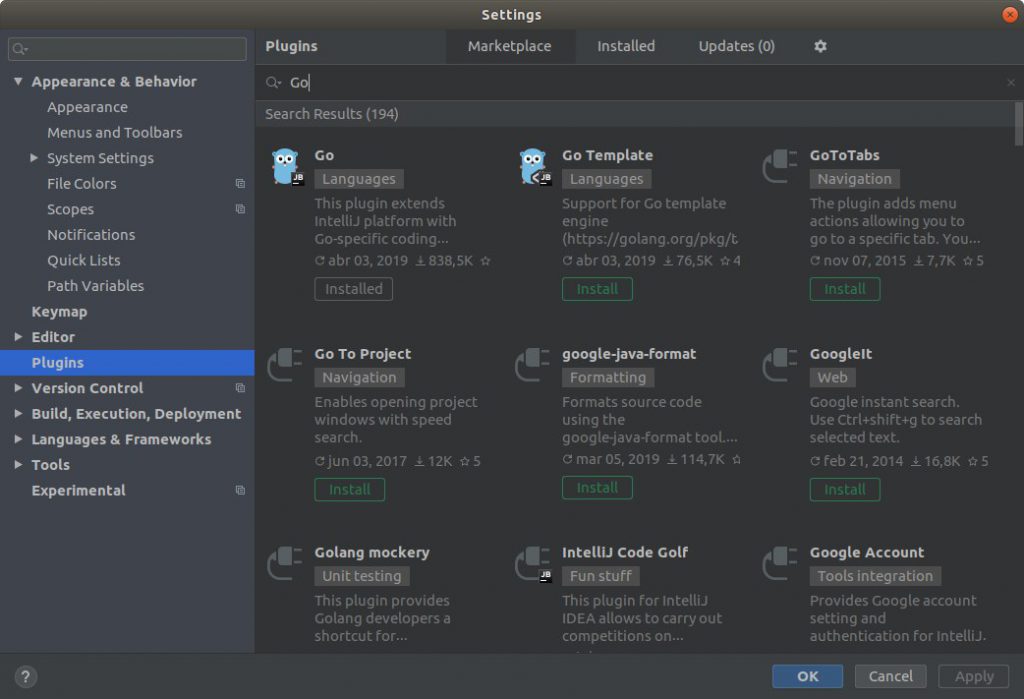 Settings
Plugins
Marketplace
Installed
Updates (0)
Appearance & Behavior
Appearance
Menus and Toolbars
System Settings
File Colors
Scopes
Notifications
Quick Lists
Path Variables
Keymap
Editor
Plugins
Version Control
Build, Execution, Deployment
Languages & Frameworks
Tools
Experimental
Go
Search Results (194)
Go
Languages
This plugin extends
IntelliJ platform with
Go-specific coding...
abr 03, 2019 838,5K
Installed
Go Template
Languages
Support for Go template
engine
(https://golang.org/pkg/t
abr 03, 2019 76,5K 4
Install
GoToTabs
Navigation
The plugin adds menu
actions allowing you to
go to a specific tab. You...
nov 07, 2015 7,7K 5
Install
Go To Project
Navigation
Enables opening project
windows with speed
search.
jun 03, 2017 12K 5
Install
google-java-format
Formatting
Formats source code
using the
google-java-format tool....
mar 05, 2019 114,7K
Install
GoogleIt
Web
Google instant search.
Use Ctrl+shift+g to search
selected text.
feb 21, 2014 16,8K 5
Install
Golang mockery
Unit testing
This plugin provides
Golang developers a
shortcut for...
IntelliJ Code Golf
Fun stuff
This plugin for IntelliJ
IDEA allows to carry out
competitions on...
Google Account
Tools integration
Provides Google account
setting and
authentication for IntelliJ.
?
OK
Cancel
Apply